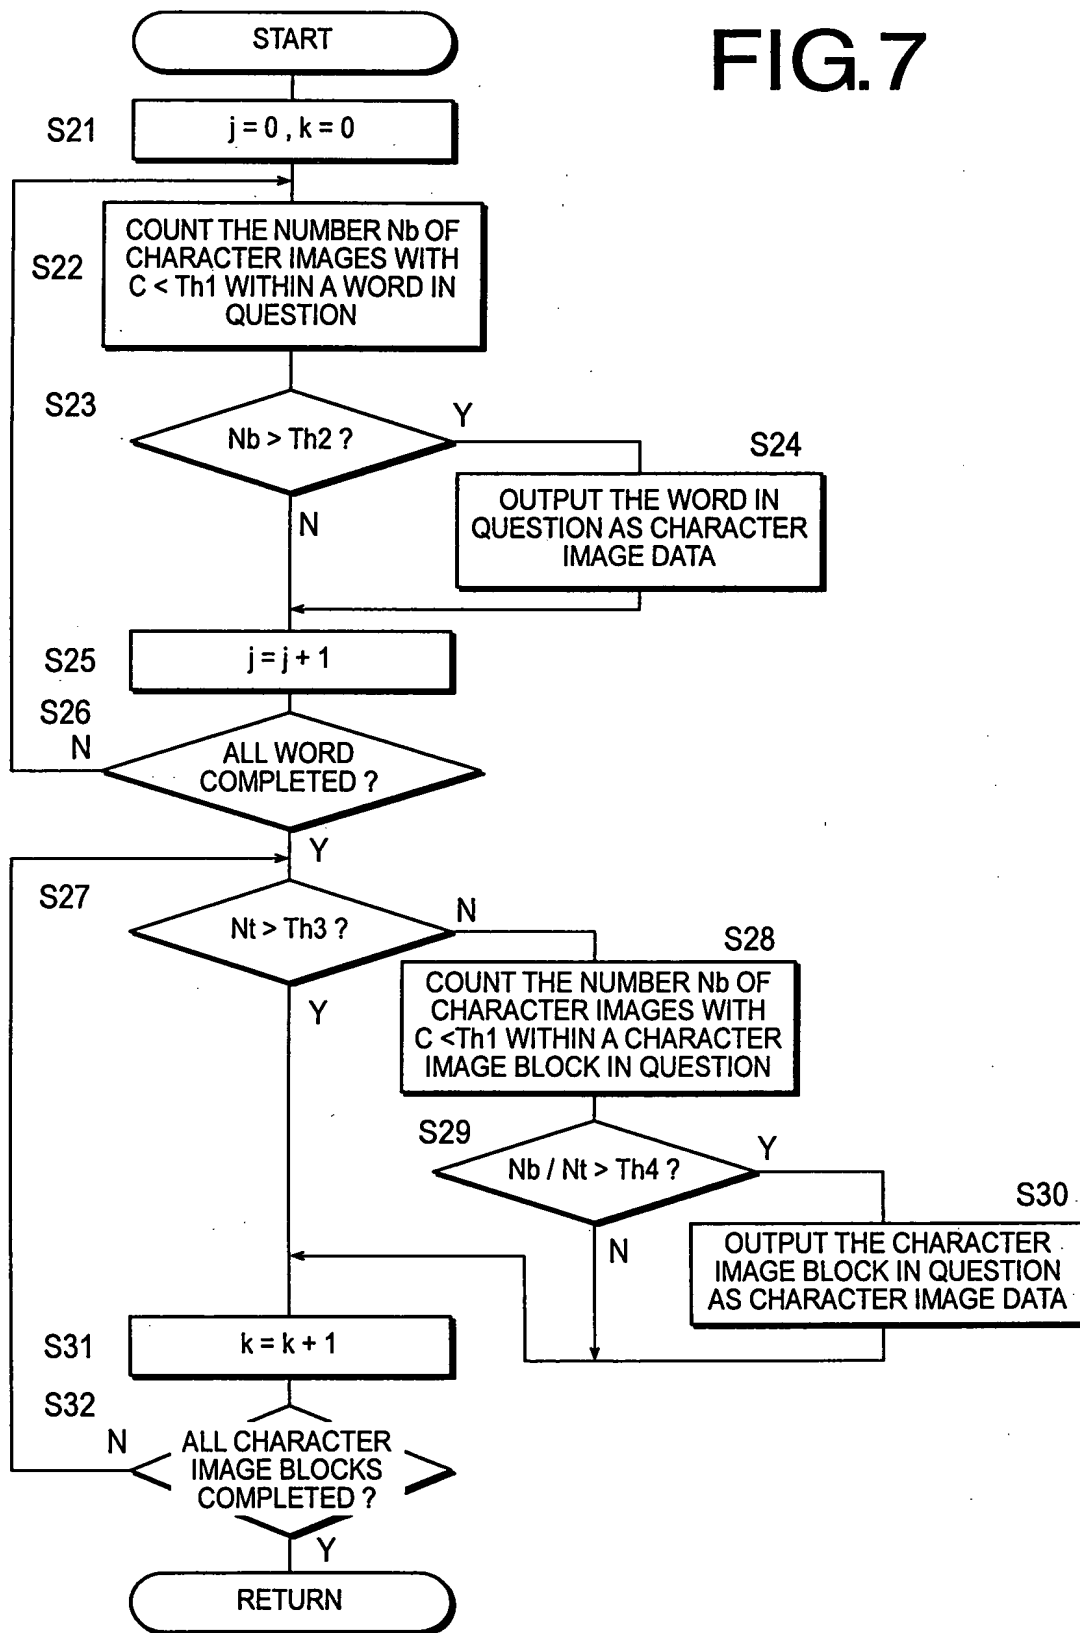 FIG.7
START
S21
j = 0 , k = 0
COUNT THE NUMBER Nb OF
CHARACTER IMAGES WITH
C < Th1 WITHIN A WORD IN
QUESTION
S22
S23
Nb > Th2 ?
Y
N
S24
OUTPUT THE WORD IN
QUESTION AS CHARACTER
IMAGE DATA
S25
j = j + 1
S26
N
ALL WORD
COMPLETED ?
Y
S27
Nt > Th3 ?
N
Y
S28
COUNT THE NUMBER Nb OF
CHARACTER IMAGES WITH
C <Th1 WITHIN A CHARACTER
IMAGE BLOCK IN QUESTION
S29
Nb / Nt > Th4 ?
Y
N
S30
OUTPUT THE CHARACTER
IMAGE BLOCK IN QUESTION
AS CHARACTER IMAGE DATA
S31
k = k + 1
S32
N
ALL CHARACTER
IMAGE BLOCKS
COMPLETED ?
Y
RETURN